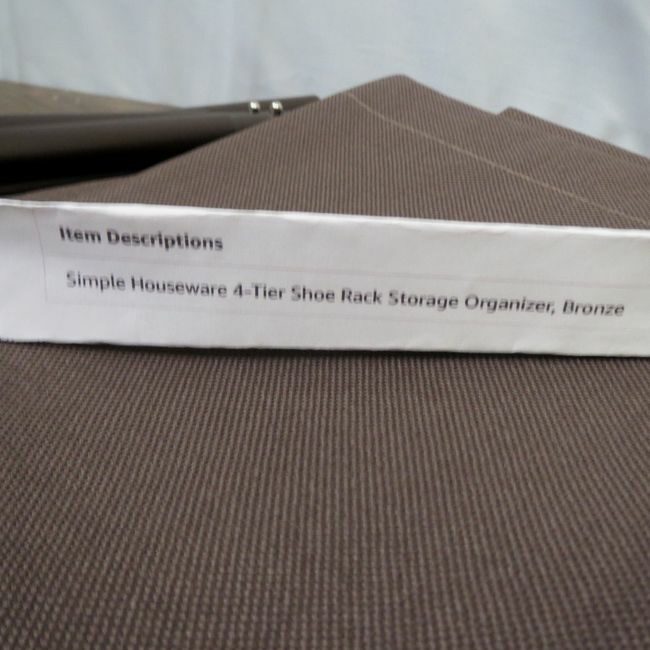 Item Descriptions
Simple Houseware 4-Tier Shoe Rack Storage Organizer, Bronze